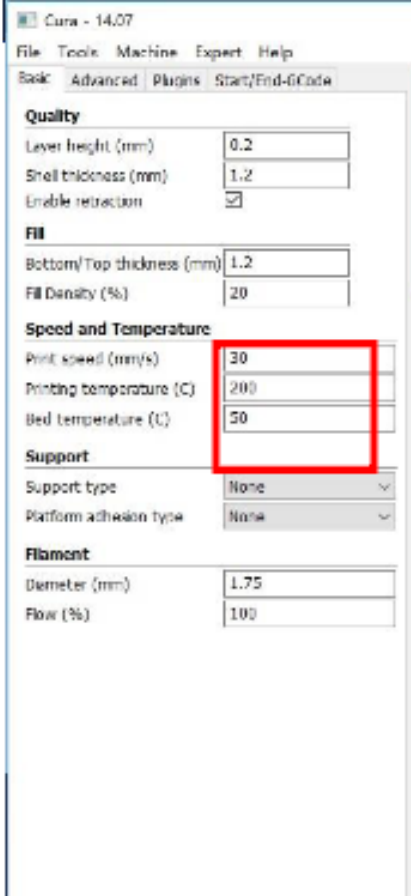 Cura - 14.07
File Tools Machine Expert Help
Basic Advanced Plugins Start/End-GCode
Quality
Layer height (mm) 0.2
Shell thickness (mm) 1.2
Enable retraction
Fill
Bottom/Top thickness (mm) 1.2
Fill Density (%) 20
Speed and Temperature
Print speed (mm/s) 30
Printing temperature (C) 200
Bed temperature (C) 50
Support
Support type None
Platform adhesion type None
Filament
Diameter (mm) 1.75
Flow (%) 100